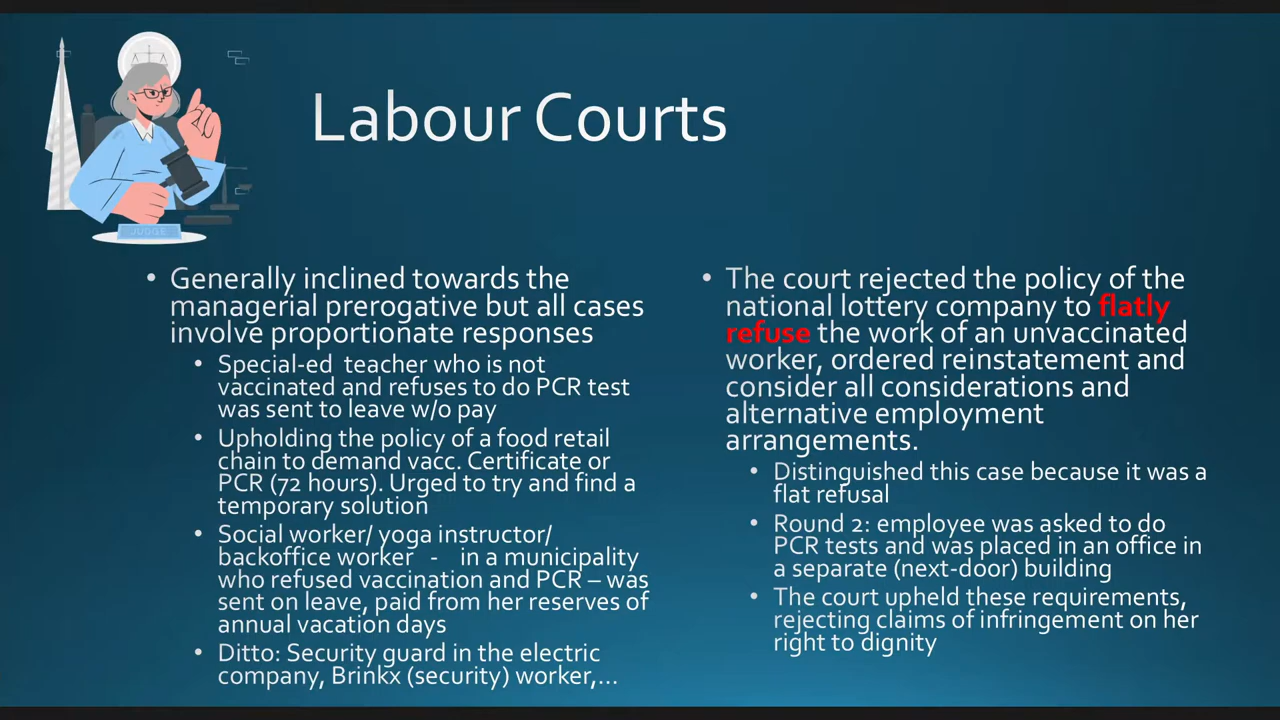 JUDGE
Labour Courts
• Generally inclined towards the
managerial prerogative but all cases
involve proportionate responses
• Special-ed teacher who is not
vaccinated and refuses to do PCR test
was sent to leave w/o pay
• Upholding the policy of a food retail
chain to demand vacc. Certificate or
PCR (72 hours). Urged to try and find a
temporary solution
• Social worker/ yoga instructor/
backoffice worker - in a municipality
who refused vaccination and PCR – was
sent on leave, paid from her reserves of
annual vacation days
• Ditto: Security guard in the electric
company, Brinkx (security) worker,...
• The court rejected the policy of the
national lottery company to flatly
refuse the work of an unvaccinated
worker, ordered reinstatement and
consider all considerations and
alternative employment
arrangements.
• Distinguished this case because it was a
flat refusal
• Round 2: employee was asked to do
PCR tests and was placed in an office in
a separate (next-door) building
• The court upheld these requirements,
rejecting claims of infringement on her
right to dignity